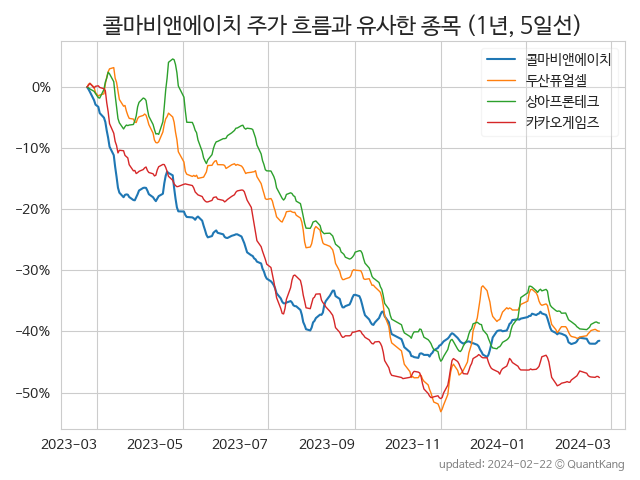 콜마비앤에이치 주가 흐름과 유사한 종목 (1년, 5일선)
콜마비앤에이치
두산퓨얼셀
상아프론테크
카카오게임즈
0%
−10%
−20%
−30%
−40%
−50%
2023−03 2023−05 2023−07 2023−09 2023−11 2024−01 2024−03
updated: 2024−02−22 © QuantKang